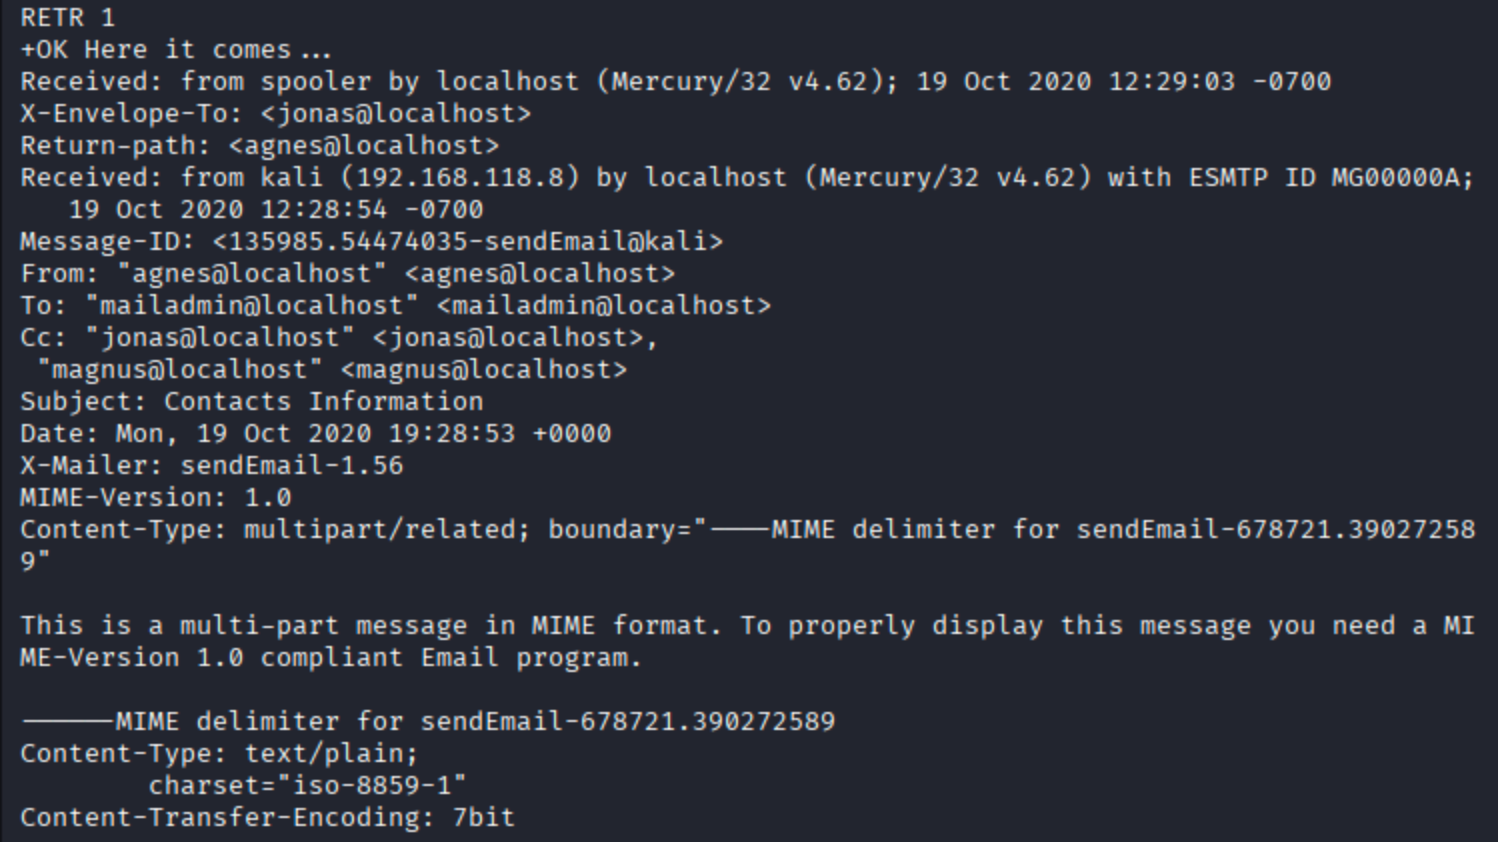 RETR 1
+OK Here it comes...
Received: from spooler by localhost (Mercury/32 v4.62); 19 Oct 2020 12:29:03 -0700
X-Envelope-To: <jonas@localhost>
Return-path: <agnes@localhost>
Received: from kali (192.168.118.8) by localhost (Mercury/32 v4.62) with ESMTP ID MG00000A;
   19 Oct 2020 12:28:54 -0700
Message-ID: <135985.54474035-sendEmail@kali>
From: "agnes@localhost" <agnes@localhost>
To: "mailadmin@localhost" <mailadmin@localhost>
Cc: "jonas@localhost" <jonas@localhost>,
 "magnus@localhost" <magnus@localhost>
Subject: Contacts Information
Date: Mon, 19 Oct 2020 19:28:53 +0000
X-Mailer: sendEmail-1.56
MIME-Version: 1.0
Content-Type: multipart/related; boundary="----MIME delimiter for sendEmail-678721.39027258
9"

This is a multi-part message in MIME format. To properly display this message you need a MI
ME-Version 1.0 compliant Email program.

------MIME delimiter for sendEmail-678721.390272589
Content-Type: text/plain;
        charset="iso-8859-1"
Content-Transfer-Encoding: 7bit